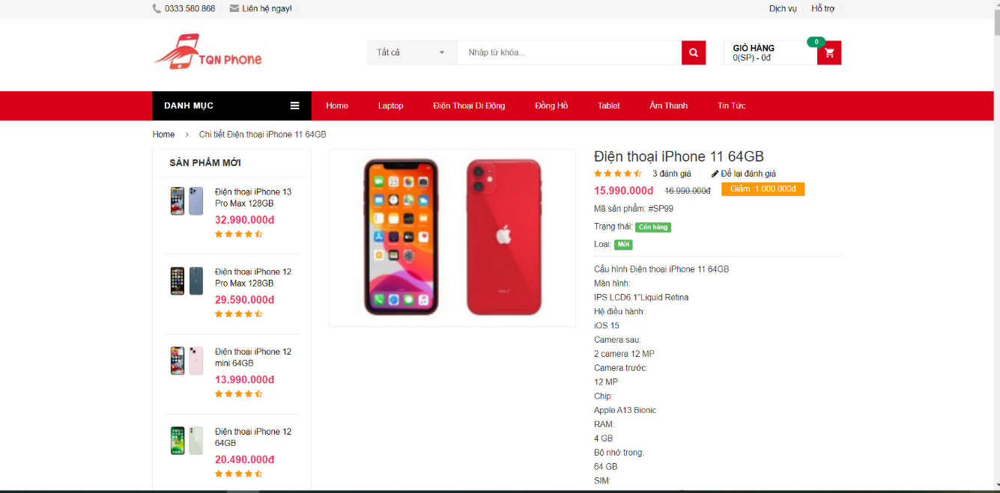 0333.580.868
Liên hệ ngay!
Dịch vụ
Hỗ trợ
TQN PHONE
Tất cả
Nhập từ khóa...
GIỎ HÀNG
0(SP) - 0đ
0
DANH MỤC
Home
Laptop
Điện Thoại Di Động
Đồng Hồ
Tablet
Âm Thanh
Tin Tức
Home > Chi tiết Điện thoại iPhone 11 64GB
SẢN PHẨM MỚI
Điện thoại iPhone 13
Pro Max 128GB
32.990.000đ
Điện thoại iPhone 12
Pro Max 128GB
29.590.000đ
Điện thoại iPhone 12
mini 64GB
13.990.000đ
Điện thoại iPhone 12
64GB
20.490.000đ
Điện thoại iPhone 11 64GB
3 đánh giá
Để lại đánh giá
15.990.000đ
16.990.000đ
Giảm :1.000.000đ
Mã sản phẩm: #SP99
Trạng thái: Còn hàng
Loại: Mới
Cấu hình Điện thoại iPhone 11 64GB
Màn hình:
IPS LCD6.1"Liquid Retina
Hệ điều hành:
iOS 15
Camera sau:
2 camera 12 MP
Camera trước:
12 MP
Chip:
Apple A13 Bionic
RAM:
4 GB
Bộ nhớ trong:
64 GB
SIM: